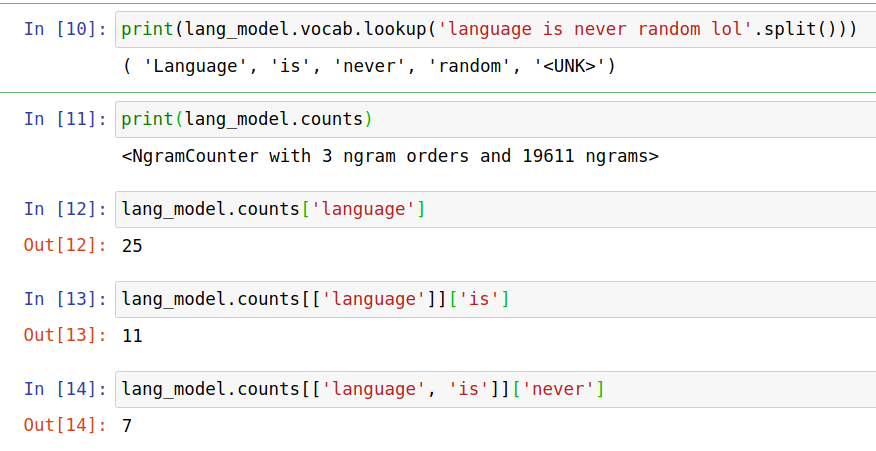 In [10]: print(lang_model.vocab.lookup('language is never random lol'.split()))
( 'Language', 'is', 'never', 'random', '<UNK>')
In [11]: print(lang_model.counts)
<NgramCounter with 3 ngram orders and 19611 ngrams>
In [12]: lang_model.counts['language']
Out[12]: 25
In [13]: lang_model.counts[['language']]['is']
Out[13]: 11
In [14]: lang_model.counts[['language', 'is']]['never']
Out[14]: 7